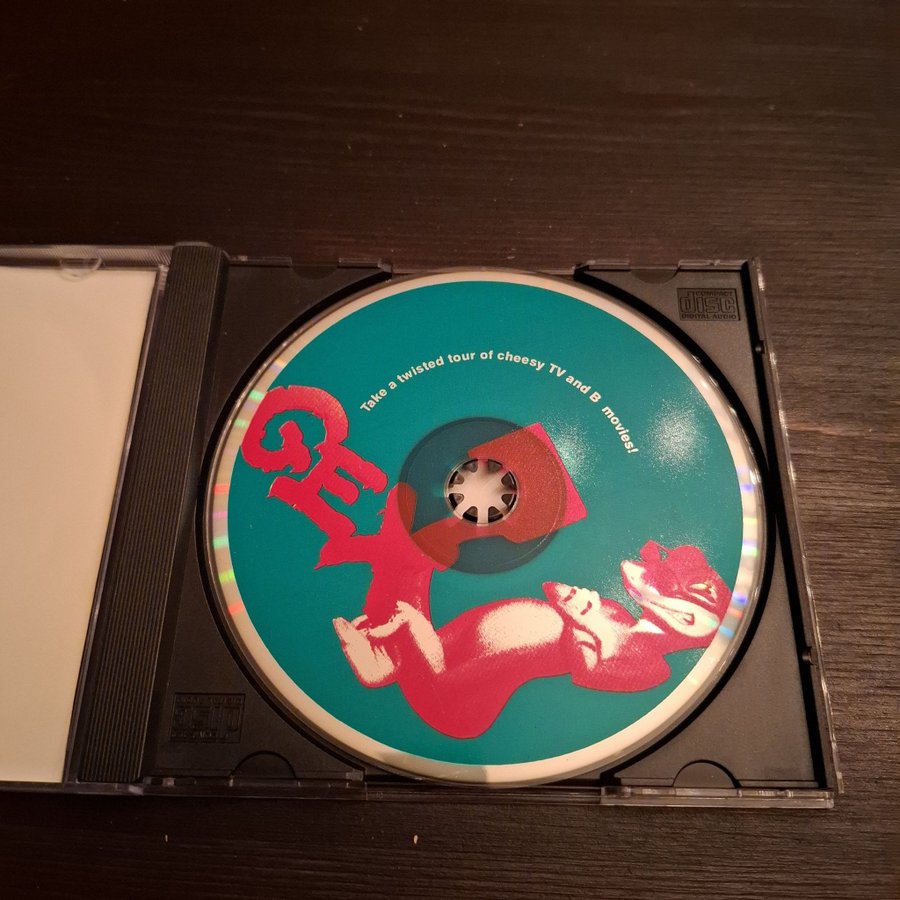 Take a twisted tour of cheesy TV and B movies!
GEX
COMPACT
disc
DIGITAL AUDIO